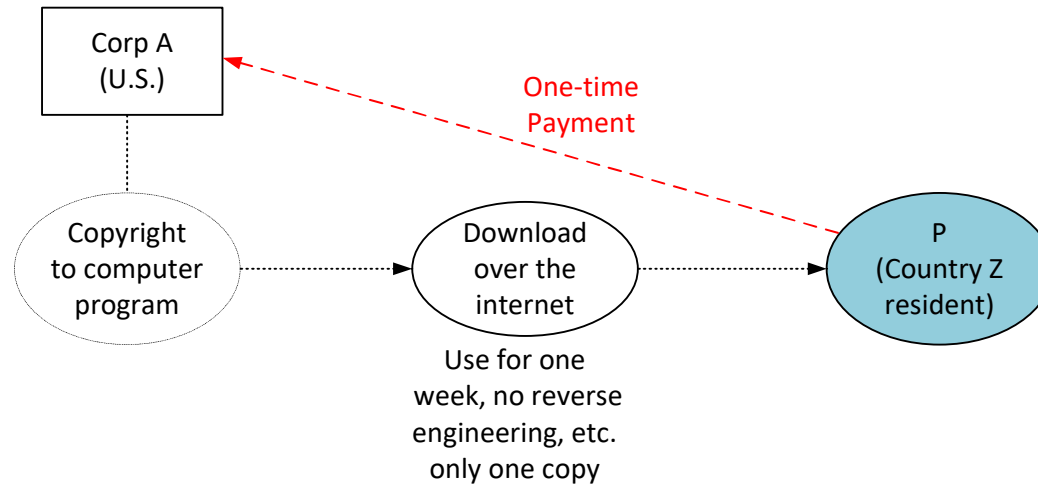 Corp A
(U.S.)
One-time
Payment
Copyright
to computer
program
Download
over the
internet
P
(Country Z
resident)
Use for one
week, no reverse
engineering, etc.
only one copy